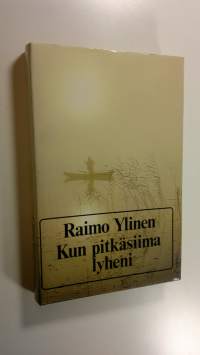 Raimo Ylinen
Kun pitkäsiima
lyheni